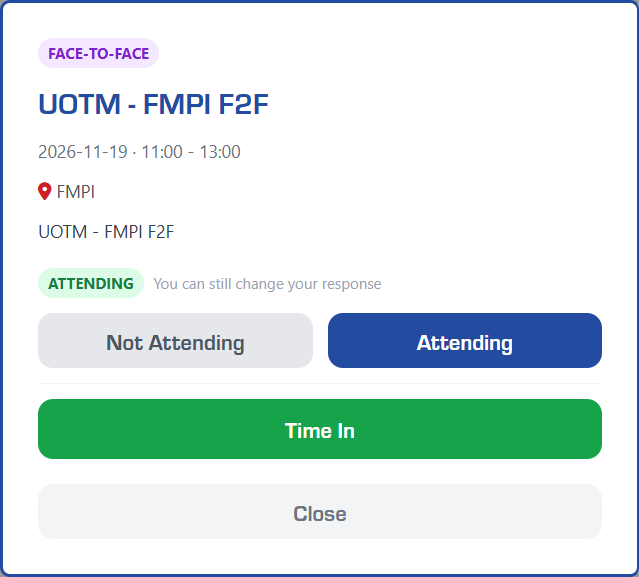 FACE-TO-FACE
UOTM - FMPI F2F
2026-11-19 · 11:00 - 13:00
FMPI
UOTM - FMPI F2F
ATTENDING You can still change your response
Not Attending Attending
Time In
Close